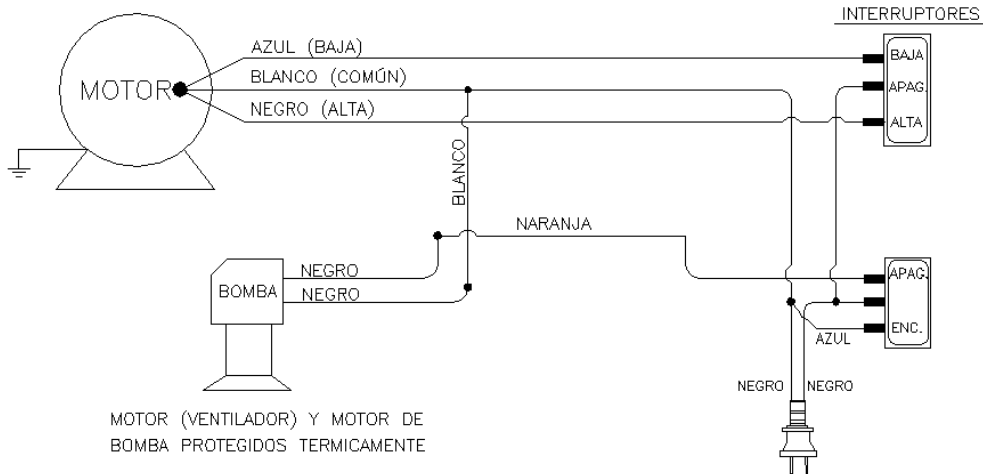 INTERRUPTORES
AZUL (BAJA)
BAJA
MOTOR
BLANCO (COMÚN)
APAG.
NEGRO (ALTA)
ALTA
BLANCO
NARANJA
NEGRO
APAG.
BOMBA
NEGRO
ENC.
AZUL
NEGRO
NEGRO
MOTOR (VENTILADOR) Y MOTOR DE
BOMBA PROTEGIDOS TERMICAMENTE